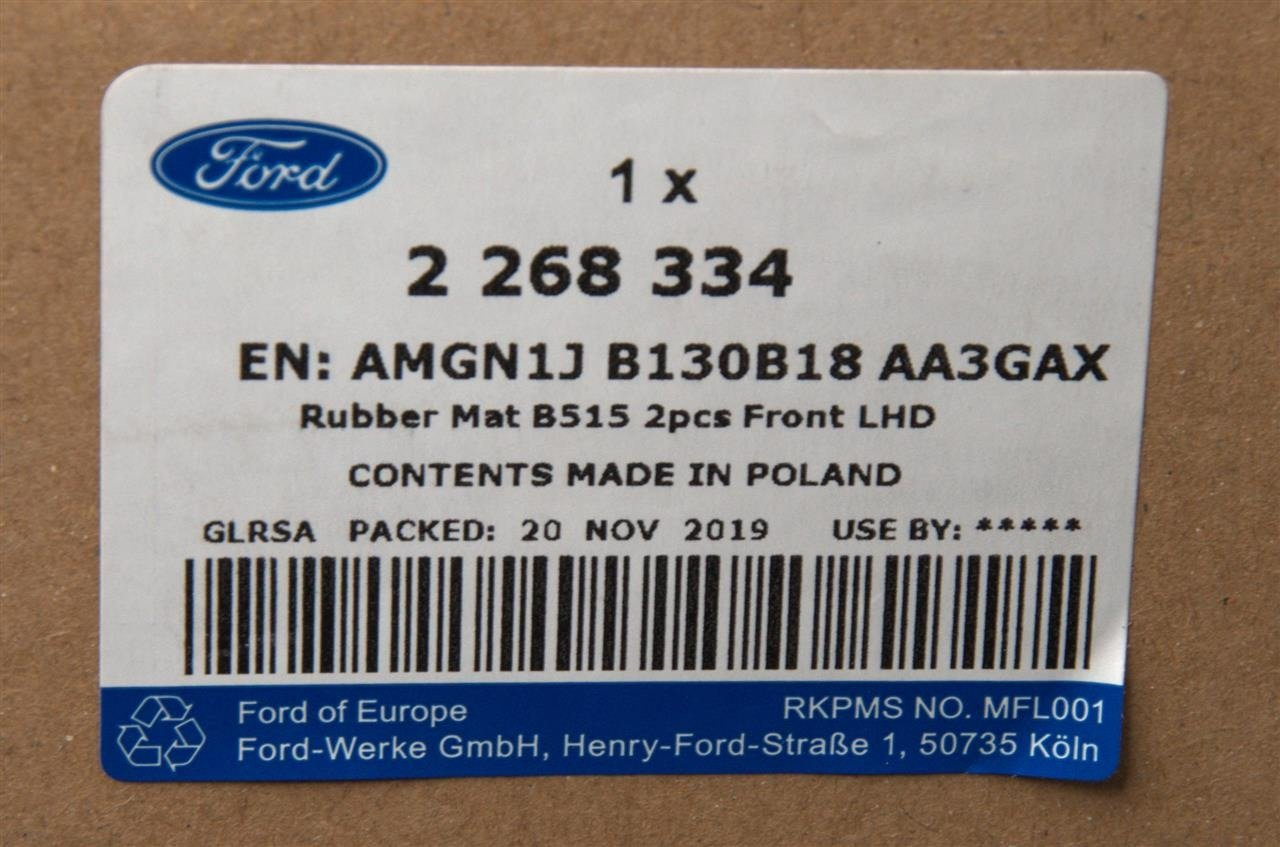 Ford
1 x
2 268 334
EN: AMGN1J B130B18 AA3GAX
Rubber Mat B515 2pcs Front LHD
CONTENTS MADE IN POLAND
GLRSA PACKED: 20 NOV 2019 USE BY: *****
Ford of Europe RKPMS NO. MFL001
Ford-Werke GmbH, Henry-Ford-Straße 1, 50735 Köln